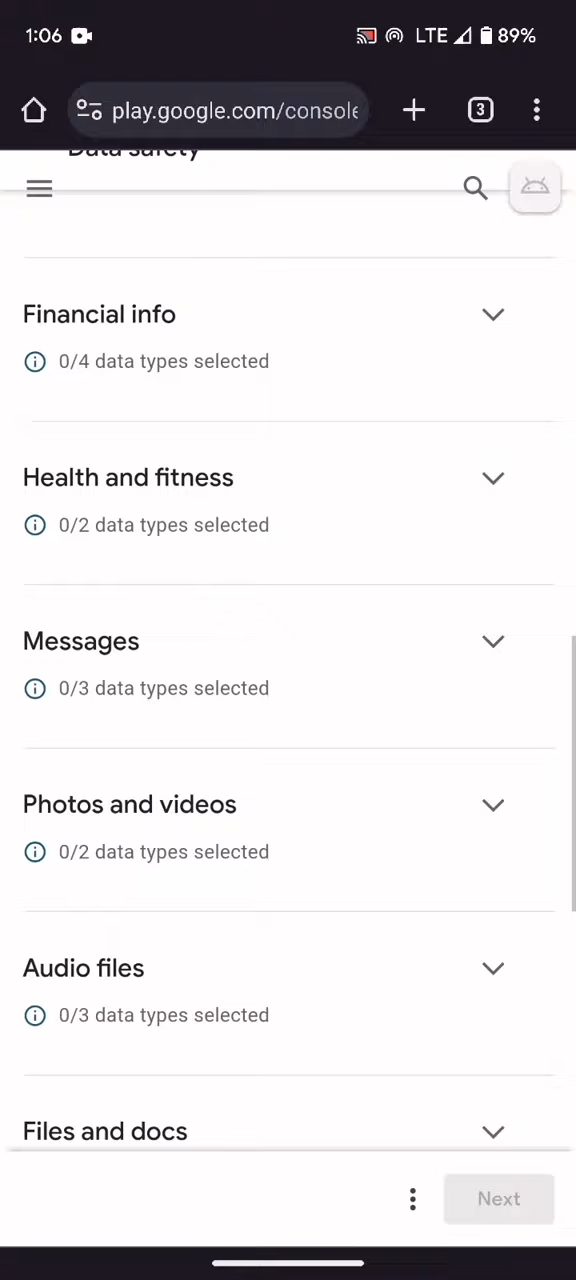 1:06
LTE
89%
play.google.com/console
3
Data safety
Financial info
0/4 data types selected
Health and fitness
0/2 data types selected
Messages
0/3 data types selected
Photos and videos
0/2 data types selected
Audio files
0/3 data types selected
Files and docs
Next